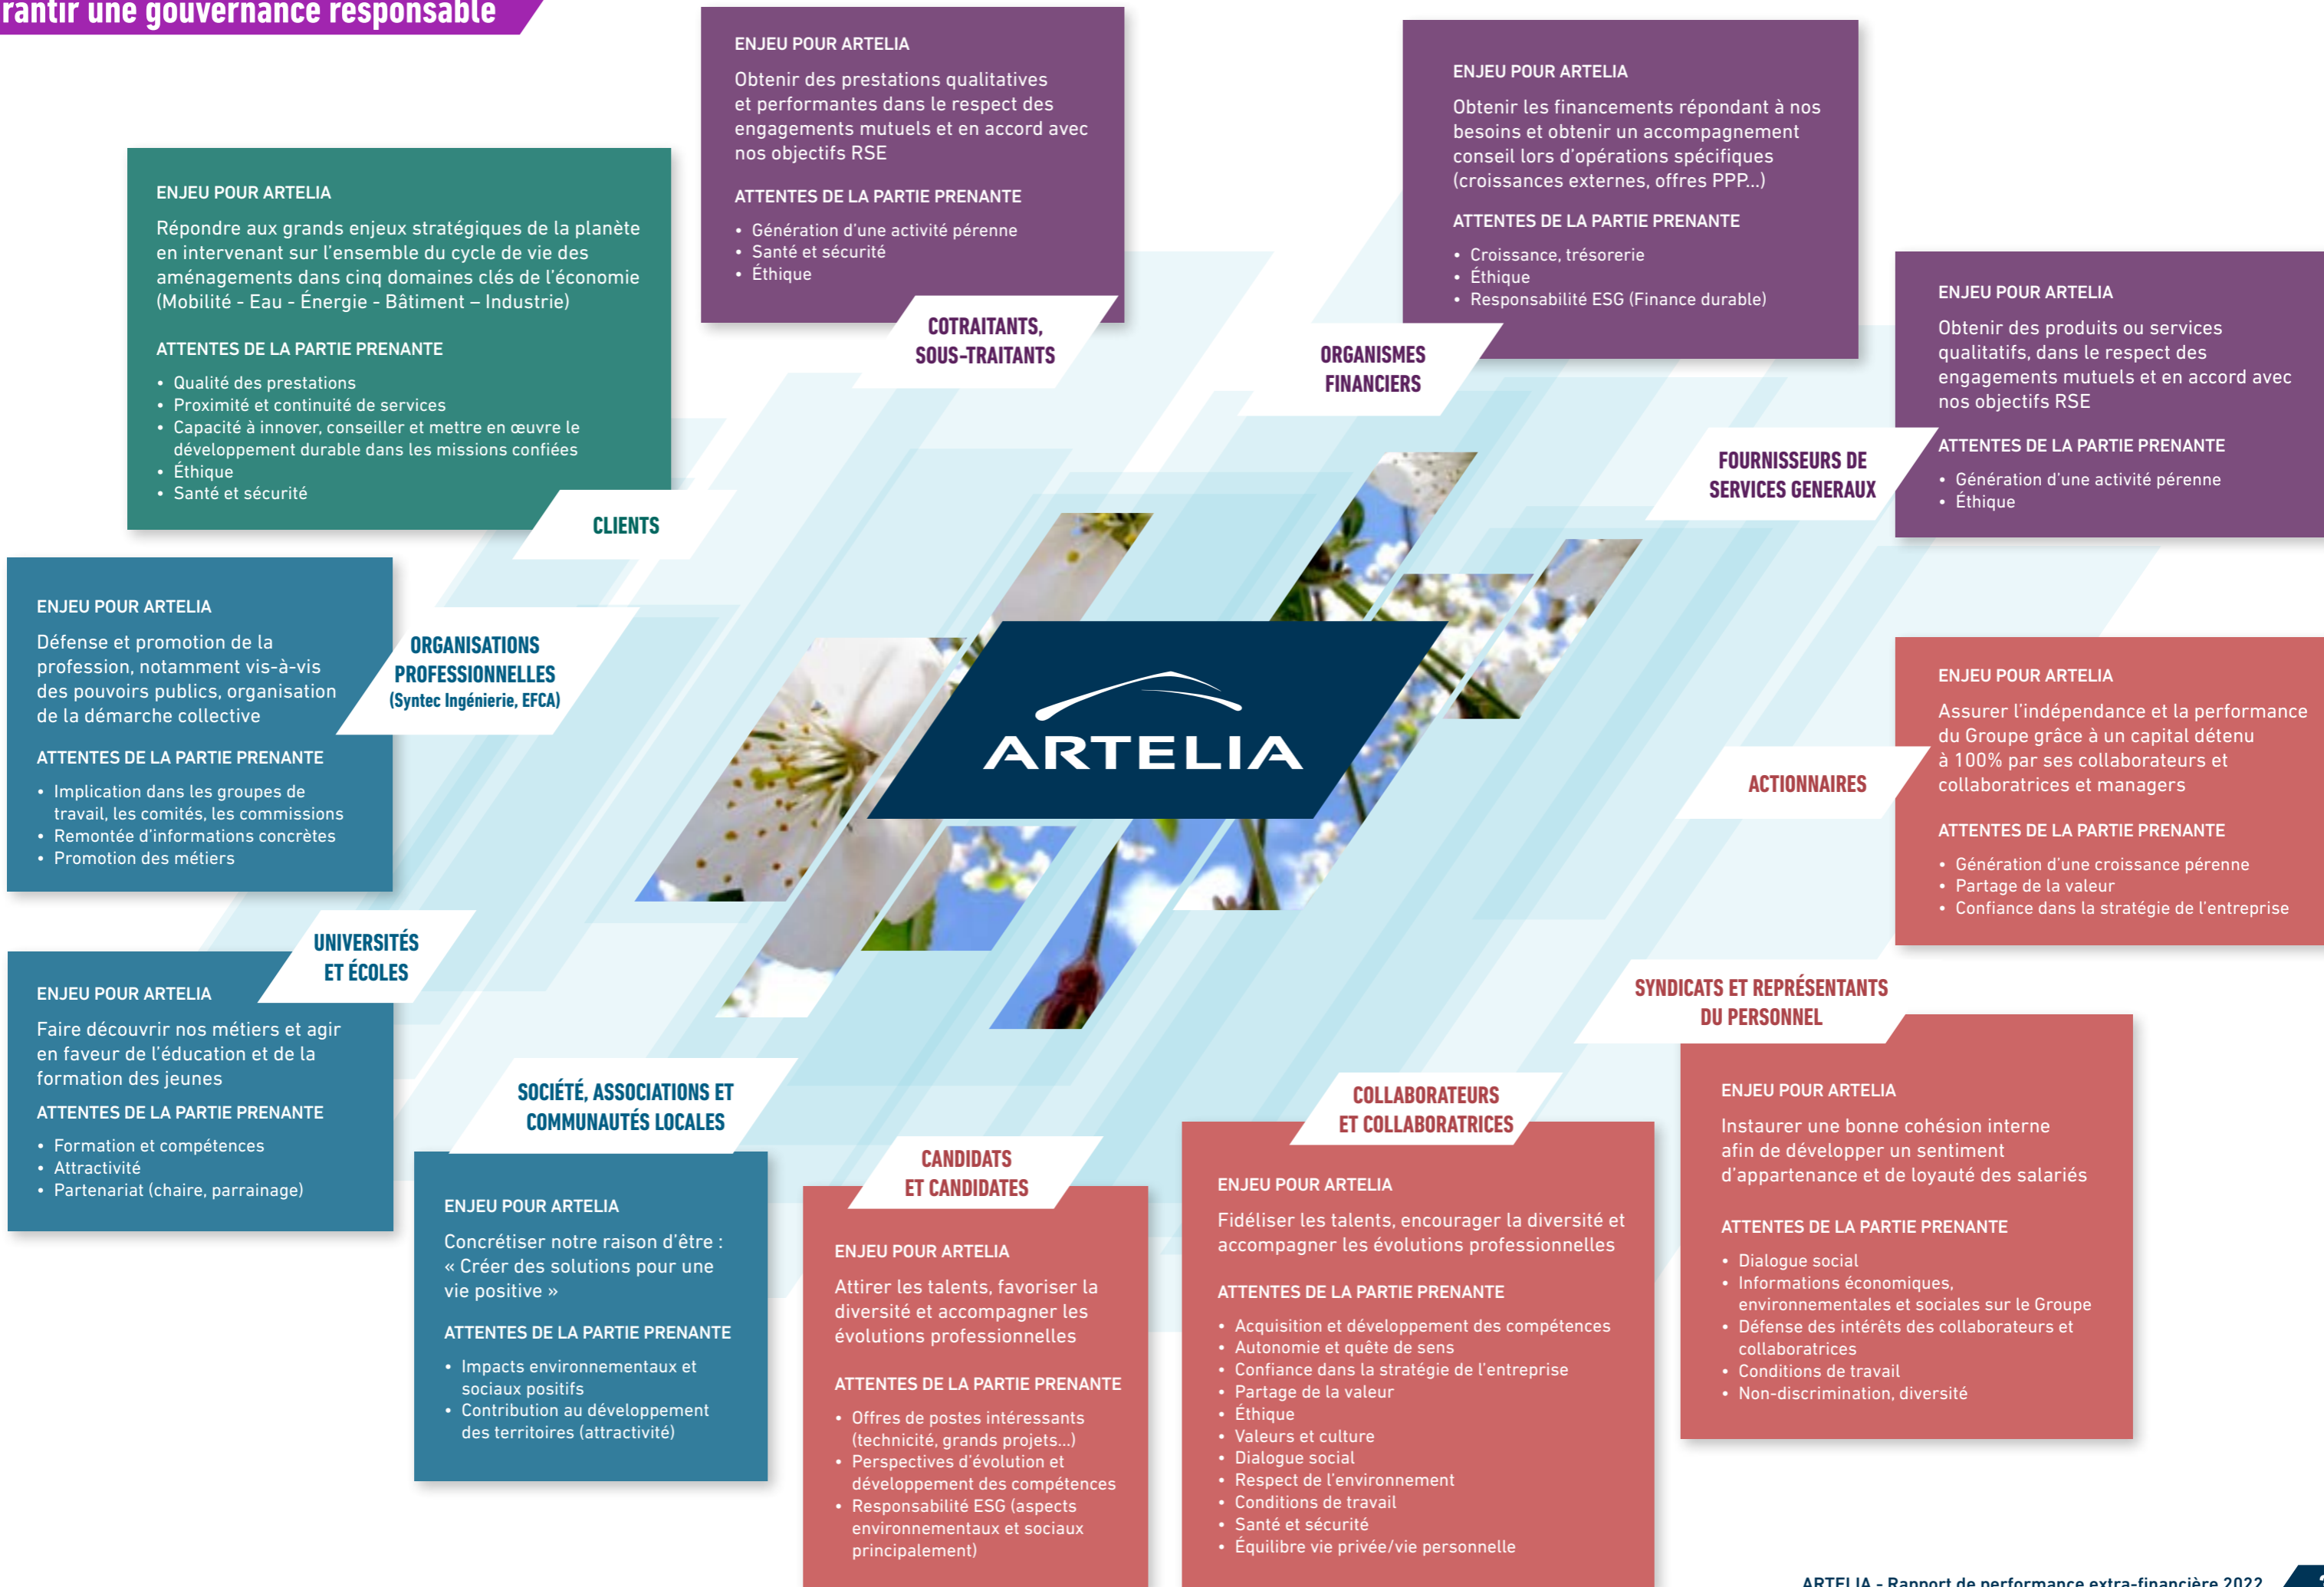 rantir une gouvernance responsable
ENJEU POUR ARTELIA
Obtenir des prestations qualitatives
et performantes dans le respect des
engagements mutuels et en accord avec
nos objectifs RSE
ATTENTES DE LA PARTIE PRENANTE
• Génération d'une activité pérenne
• Santé et sécurité
• Éthique
COTRAITANTS,
SOUS-TRAITANTS
ENJEU POUR ARTELIA
Obtenir les financements répondant à nos
besoins et obtenir un accompagnement
conseil lors d'opérations spécifiques
(croissances externes, offres PPP...)
ATTENTES DE LA PARTIE PRENANTE
• Croissance, trésorerie
• Éthique
• Responsabilité ESG (Finance durable)
ORGANISMES
FINANCIERS
ENJEU POUR ARTELIA
Répondre aux grands enjeux stratégiques de la planète
en intervenant sur l'ensemble du cycle de vie des
aménagements dans cinq domaines clés de l'économie
(Mobilité - Eau - Énergie - Bâtiment – Industrie)
ATTENTES DE LA PARTIE PRENANTE
• Qualité des prestations
• Proximité et continuité de services
• Capacité à innover, conseiller et mettre en œuvre le
développement durable dans les missions confiées
• Éthique
• Santé et sécurité
CLIENTS
ENJEU POUR ARTELIA
Obtenir des produits ou services
qualitatifs, dans le respect des
engagements mutuels et en accord avec
nos objectifs RSE
ATTENTES DE LA PARTIE PRENANTE
• Génération d'une activité pérenne
• Éthique
FOURNISSEURS DE
SERVICES GENERAUX
ENJEU POUR ARTELIA
Défense et promotion de la
profession, notamment vis-à-vis
des pouvoirs publics, organisation
de la démarche collective
ATTENTES DE LA PARTIE PRENANTE
• Implication dans les groupes de
travail, les comités, les commissions
• Remontée d'informations concrètes
• Promotion des métiers
ORGANISATIONS
PROFESSIONNELLES
(Syntec Ingénierie, EFCA)
ARTELIA
ENJEU POUR ARTELIA
Assurer l'indépendance et la performance
du Groupe grâce à un capital détenu
à 100% par ses collaborateurs et
collaboratrices et managers
ATTENTES DE LA PARTIE PRENANTE
• Génération d'une croissance pérenne
• Partage de la valeur
• Confiance dans la stratégie de l'entreprise
ACTIONNAIRES
UNIVERSITÉS
ET ÉCOLES
ENJEU POUR ARTELIA
Faire découvrir nos métiers et agir
en faveur de l'éducation et de la
formation des jeunes
ATTENTES DE LA PARTIE PRENANTE
• Formation et compétences
• Attractivité
• Partenariat (chaire, parrainage)
SOCIÉTÉ, ASSOCIATIONS ET
COMMUNAUTÉS LOCALES
ENJEU POUR ARTELIA
Concrétiser notre raison d'être :
« Créer des solutions pour une
vie positive »
ATTENTES DE LA PARTIE PRENANTE
• Impacts environnementaux et
sociaux positifs
• Contribution au développement
des territoires (attractivité)
CANDIDATS
ET CANDIDATES
ENJEU POUR ARTELIA
Attirer les talents, favoriser la
diversité et accompagner les
évolutions professionnelles
ATTENTES DE LA PARTIE PRENANTE
• Offres de postes intéressants
(technicité, grands projets...)
• Perspectives d'évolution et
développement des compétences
• Responsabilité ESG (aspects
environnementaux et sociaux
principalement)
COLLABORATEURS
ET COLLABORATRICES
ENJEU POUR ARTELIA
Fidéliser les talents, encourager la diversité et
accompagner les évolutions professionnelles
ATTENTES DE LA PARTIE PRENANTE
• Acquisition et développement des compétences
• Autonomie et quête de sens
• Confiance dans la stratégie de l'entreprise
• Partage de la valeur
• Éthique
• Valeurs et culture
• Dialogue social
• Respect de l'environnement
• Conditions de travail
• Santé et sécurité
• Équilibre vie privée/vie personnelle
SYNDICATS ET REPRÉSENTANTS
DU PERSONNEL
ENJEU POUR ARTELIA
Instaurer une bonne cohésion interne
afin de développer un sentiment
d'appartenance et de loyauté des salariés
ATTENTES DE LA PARTIE PRENANTE
• Dialogue social
• Informations économiques,
environnementales et sociales sur le Groupe
• Défense des intérêts des collaborateurs et
collaboratrices
• Conditions de travail
• Non-discrimination, diversité
ARTELIA - Rapport de performance extra-financière 2022